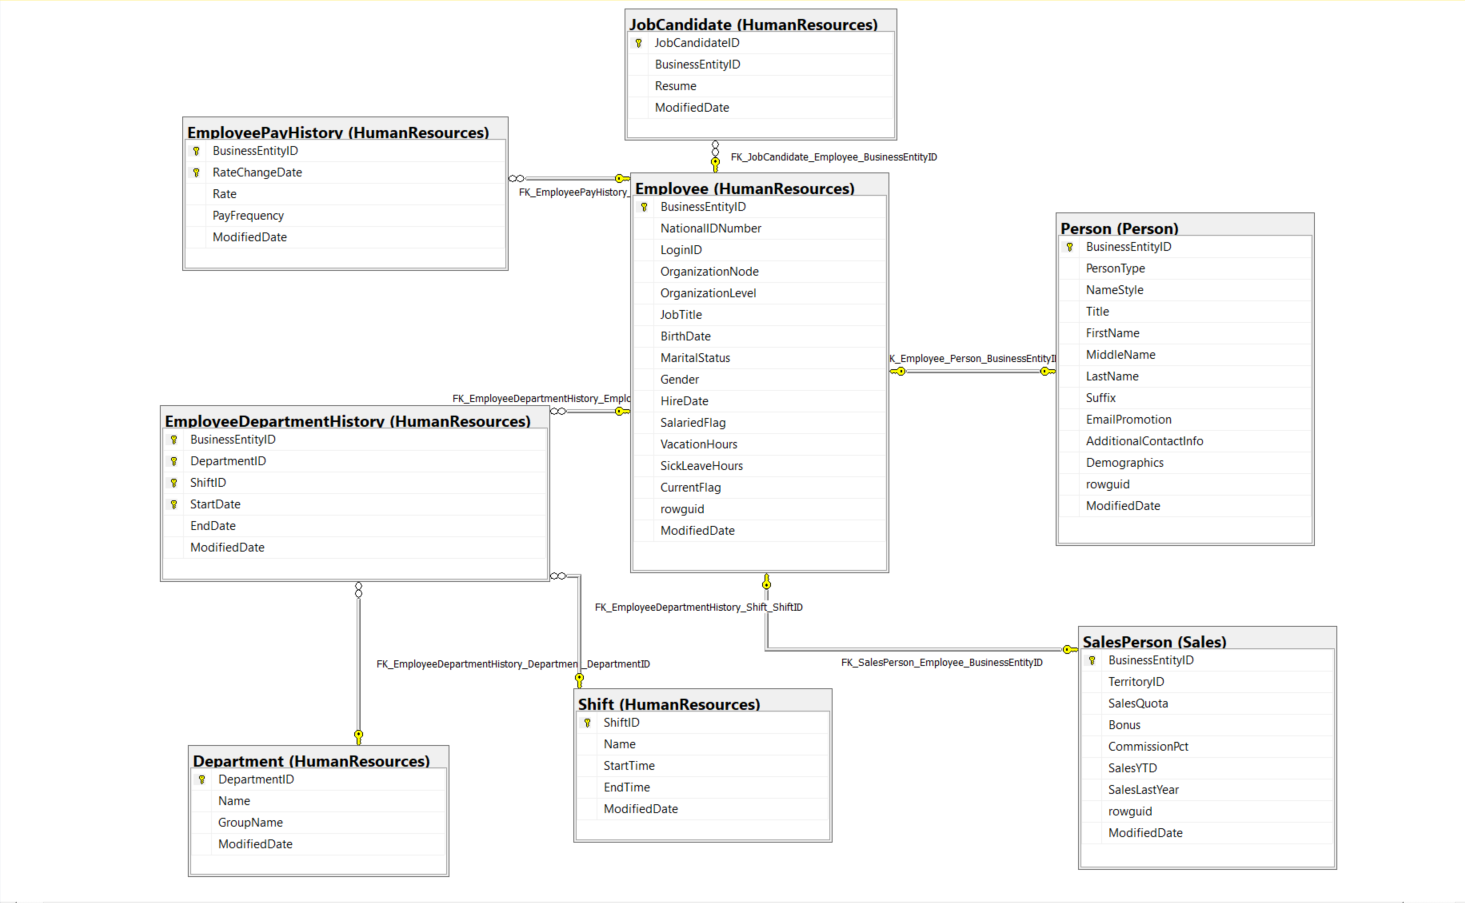 JobCandidate (HumanResources)
JobCandidateID
BusinessEntityID
Resume
ModifiedDate
FK_JobCandidate_Employee_BusinessEntityID
EmployeePayHistory (HumanResources)
BusinessEntityID
RateChangeDate
Rate
PayFrequency
ModifiedDate
FK_EmployeePayHistory_
Employee (HumanResources)
BusinessEntityID
NationalIDNumber
LoginID
OrganizationNode
OrganizationLevel
JobTitle
BirthDate
MaritalStatus
Gender
HireDate
SalariedFlag
VacationHours
SickLeaveHours
CurrentFlag
rowguid
ModifiedDate
K_Employee_Person_BusinessEntityI
Person (Person)
BusinessEntityID
PersonType
NameStyle
Title
FirstName
MiddleName
LastName
Suffix
EmailPromotion
AdditionalContactInfo
Demographics
rowguid
ModifiedDate
FK_EmployeeDepartmentHistory_Emplo
EmployeeDepartmentHistory (HumanResources)
BusinessEntityID
DepartmentID
ShiftID
StartDate
EndDate
ModifiedDate
FK_EmployeeDepartmentHistory_Shift_ShiftID
FK_EmployeeDepartmentHistory_Departmen _DepartmentID
FK_SalesPerson_Employee_BusinessEntityID
SalesPerson (Sales)
BusinessEntityID
TerritoryID
SalesQuota
Bonus
CommissionPct
SalesYTD
SalesLastYear
rowguid
ModifiedDate
Shift (HumanResources)
ShiftID
Name
StartTime
EndTime
ModifiedDate
Department (HumanResources)
DepartmentID
Name
GroupName
ModifiedDate